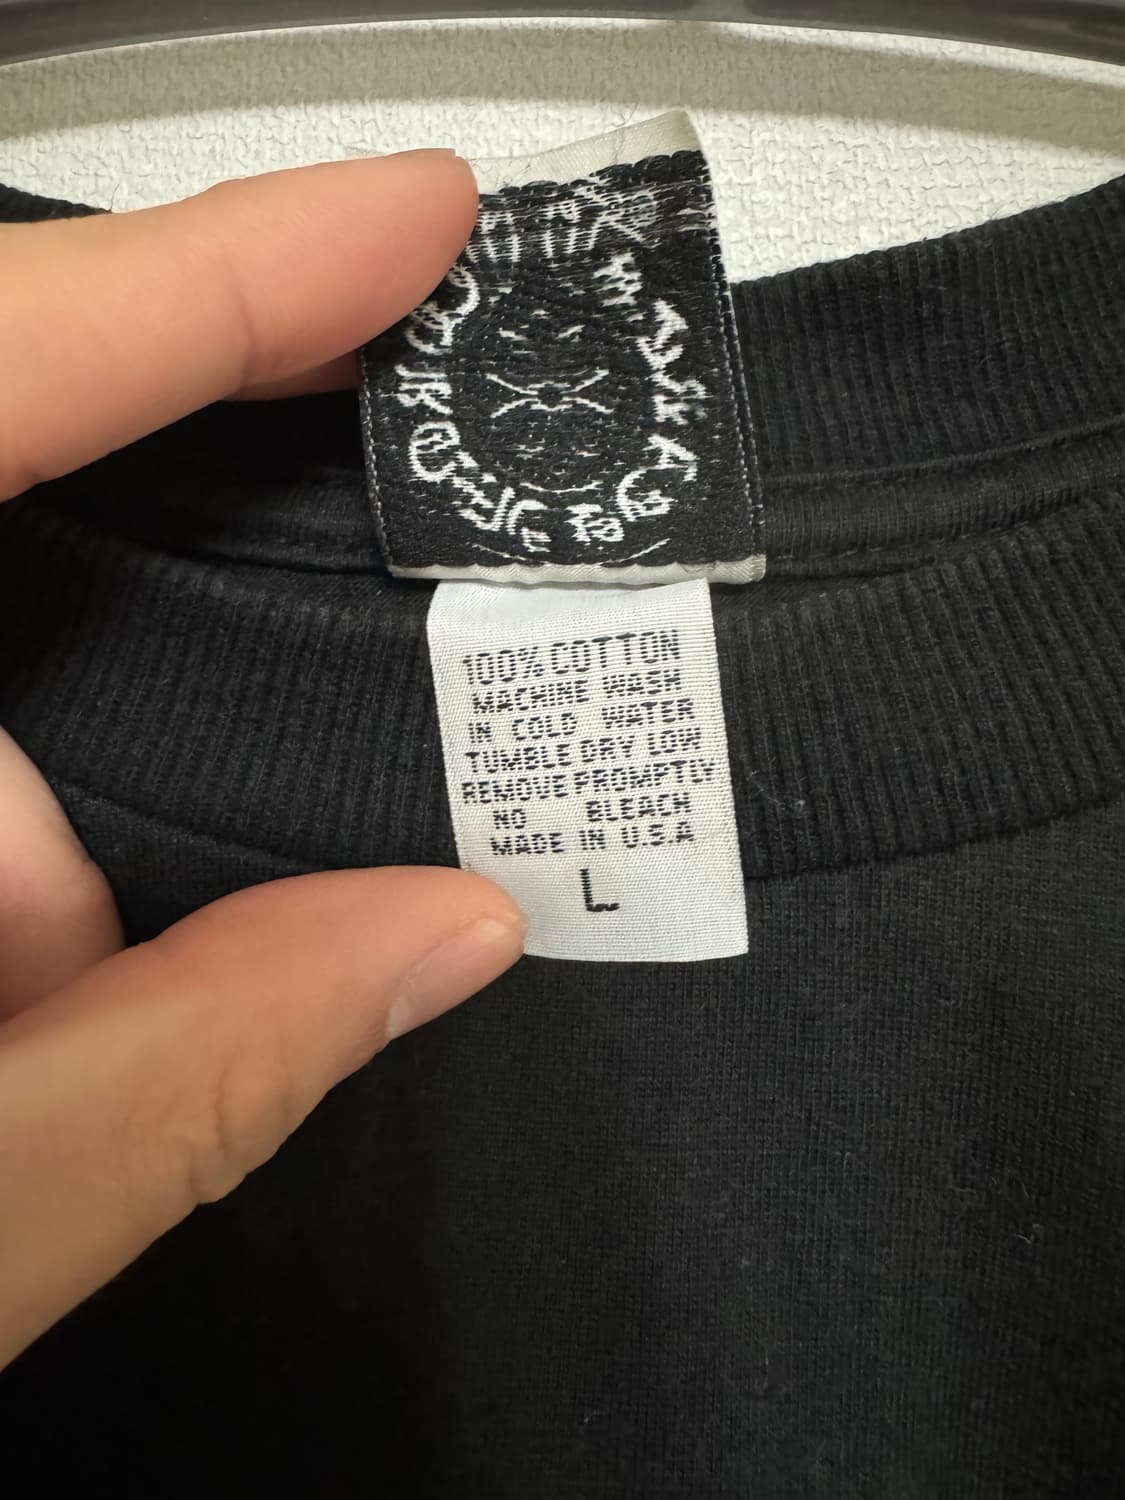 100% COTTON
MACHINE WASH
IN COLD WATER
TUMBLE DRY LOW
REMOVE PROMPTLY
NO BLEACH
MADE IN U.S.A
L